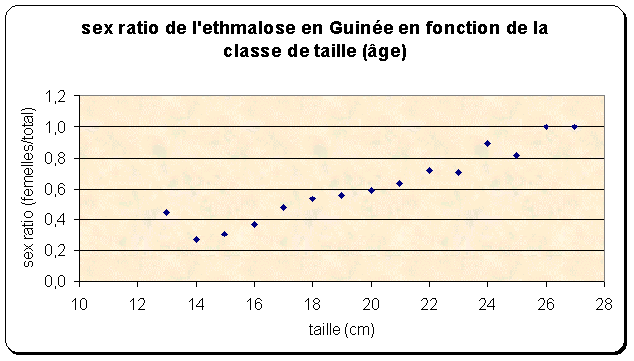 sex ratio de l'ethmalose en Guinée en fonction de la
classe de taille (âge)
1,2
1,0
0,8
0,6
0,4
0,2
0,0
sex ratio (femelles/total)
10 12 14 16 18 20 22 24 26 28
taille (cm)